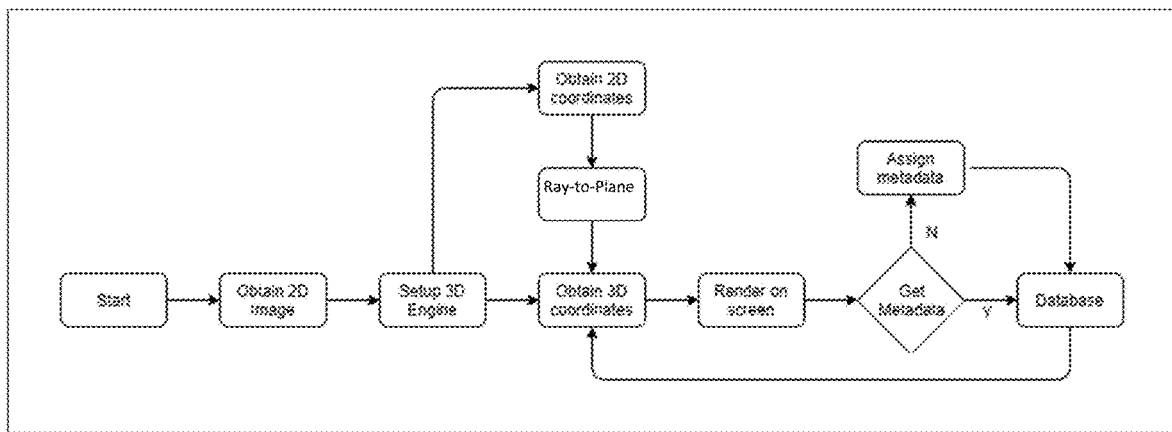 Obtain 2D
coordinates
Ray-to-Plane
Assign
metadata
N
Start
Obtain 2D
Image
Setup 3D
Engine
Obtain 3D
coordinates
Render on
screen
Get
Metadata
Y
Database